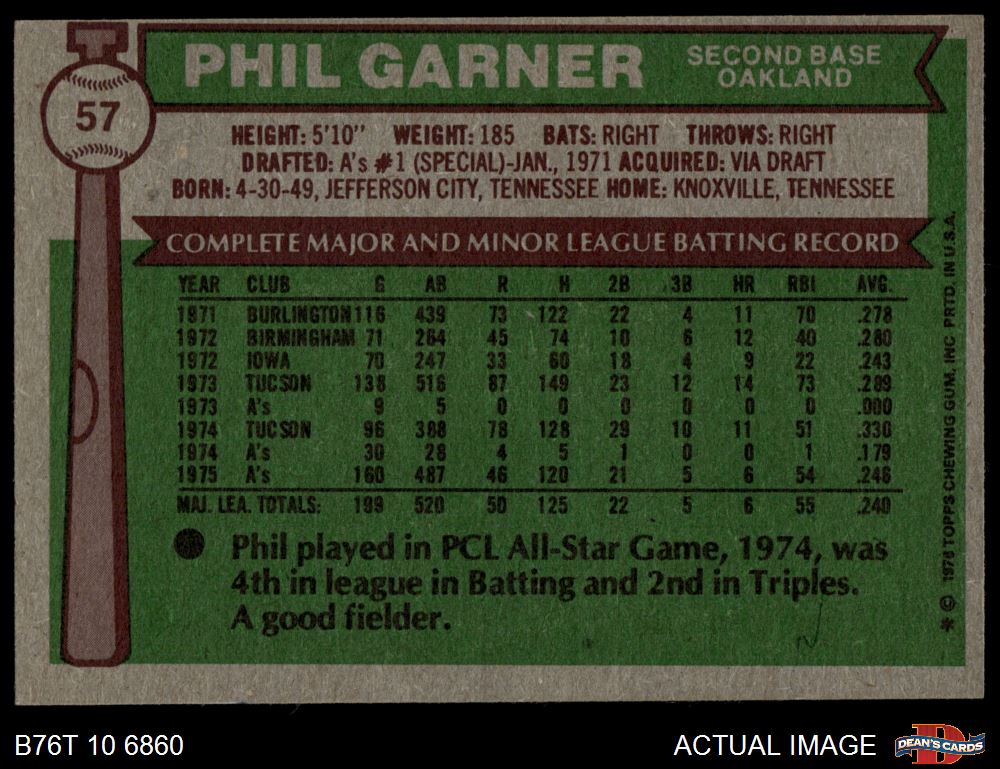 57
PHIL GARNER
SECOND BASE
OAKLAND
HEIGHT: 5'10" WEIGHT: 185 BATS: RIGHT THROWS: RIGHT
DRAFTED: A's #1 (SPECIAL)-JAN., 1971 ACQUIRED: VIA DRAFT
BORN: 4-30-49, JEFFERSON CITY, TENNESSEE HOME: KNOXVILLE, TENNESSEE
COMPLETE MAJOR AND MINOR LEAGUE BATTING RECORD
YEAR CLUB G AB R H 2B 3B HR RBI AVG.
1971 BURLINGTON 116 439 73 122 22 4 11 70 .278
1972 BIRMINGHAM 71 264 45 74 10 6 12 40 .280
1972 IOWA 70 247 33 60 18 4 9 22 .243
1973 TUCSON 138 516 87 149 23 12 14 73 .289
1973 A's 9 5 0 0 0 0 0 0 .000
1974 TUCSON 96 388 78 128 29 10 11 51 .330
1974 A's 30 28 4 5 1 0 0 1 .179
1975 A's 160 487 46 120 21 5 6 54 .246
MAJ. LEA. TOTALS: 199 520 50 125 22 5 6 55 .240
Phil played in PCL All-Star Game, 1974, was
4th in league in Batting and 2nd in Triples.
A good fielder.
* © 1976 TOPPS CHEWING GUM, INC. PRTD. IN U.S.A.
B76T 10 6860
ACTUAL IMAGE
D
DEAN'S CARDS